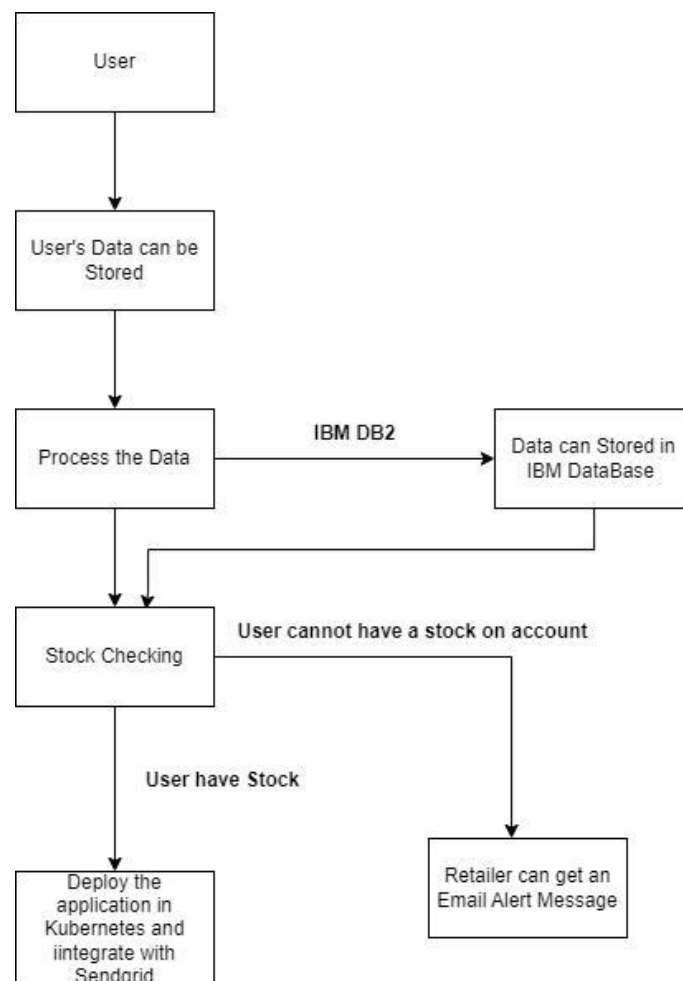 User
User's Data can be
Stored
Process the Data
IBM DB2
Data can Stored in
IBM DataBase
Stock Checking
User cannot have a stock on account
User have Stock
Retailer can get an
Email Alert Message
Deploy the
application in
Kubernetes and
iintegrate with
Sendgrid